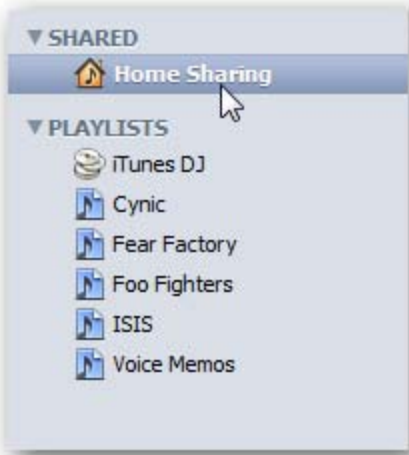 SHARED
Home Sharing
PLAYLISTS
iTunes DJ
Cynic
Fear Factory
Foo Fighters
ISIS
Voice Memos